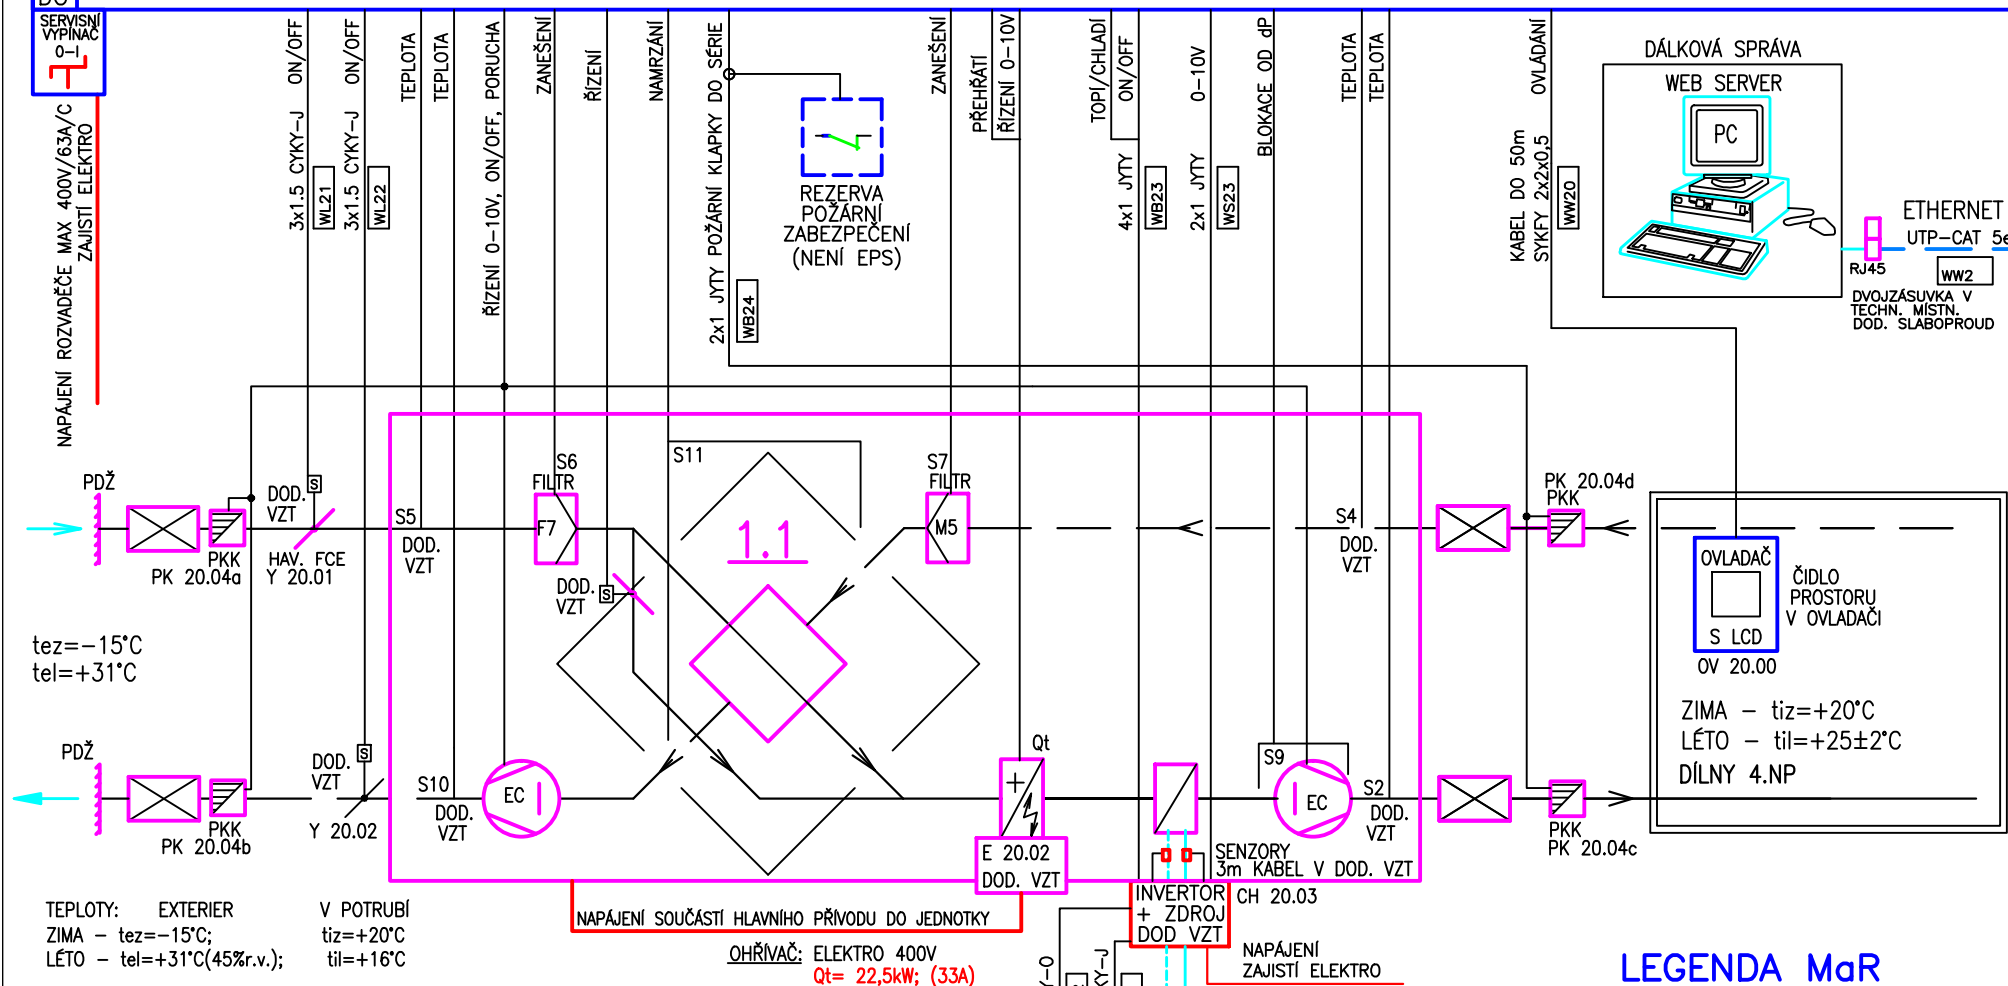 SERVISNÍ
VYPÍNAČ
0-I
NAPÁJENÍ ROZVADĚČE MAX 400V/63A/C
ZAJISTÍ ELEKTRO
3x1.5 CYKY-J ON/OFF
WL21
3x1.5 CYKY-J ON/OFF
WL22
TEPLOTA
TEPLOTA
ŘÍZENÍ 0-10V, ON/OFF, PORUCHA
ZANEŠENÍ
ŘÍZENÍ
NAMRZÁNÍ
2x1 JYTY POŽÁRNÍ KLAPKY DO SÉRIE
WB24
REZERVA
POŽÁRNÍ
ZABEZPEČENÍ
(NENÍ EPS)
ZANEŠENÍ
PŘEHŘÁTÍ
ŘÍZENÍ 0-10V
TOPÍ/CHLADÍ
4x1 JYTY ON/OFF
WB23
2x1 JYTY 0-10V
WS23
BLOKACE OD dP
TEPLOTA
TEPLOTA
KABEL DO 50m
SYKFY 2x2x0,5 OVLÁDÁNÍ
WW20
DÁLKOVÁ SPRÁVA
WEB SERVER
PC
ETHERNET
UTP-CAT 5e
RJ45
WW2
DVOJZÁSUVKA V
TECHN. MÍSTN.
DOD. SLABOPROUD
PDŽ
PKK
PK 20.04a
DOD.
VZT
S
HAV. FCE
Y 20.01
S5
DOD.
VZT
S6
FILTR
F7
S11
DOD.
VZT
S
1.1
S7
FILTR
M5
S4
DOD.
VZT
PK 20.04d
PKK
OVLADAČ
S LCD
OV 20.00
ČIDLO
PROSTORU
V OVLADAČI
ZIMA - tiz=+20°C
LÉTO - til=+25±2°C
DÍLNY 4.NP
tez=-15°C
tel=+31°C
PDŽ
PKK
PK 20.04b
DOD.
VZT
S
Y 20.02
S10
DOD.
VZT
EC
Qt
E 20.02
DOD. VZT
S9
EC
S2
DOD.
VZT
PKK
PK 20.04c
SENZORY
3m KABEL V DOD. VZT
INVERTOR
+ ZDROJ
DOD VZT
CH 20.03
NAPÁJENÍ
ZAJISTÍ ELEKTRO
NAPÁJENÍ SOUČÁSTÍ HLAVNÍHO PŘÍVODU DO JEDNOTKY
OHŘÍVAČ: ELEKTRO 400V
Qt= 22,5kW; (33A)
TEPLOTY: EXTERIER V POTRUBÍ
ZIMA - tez=-15°C; tiz=+20°C
LÉTO - tel=+31°C(45%r.v.); til=+16°C
LEGENDA MaR